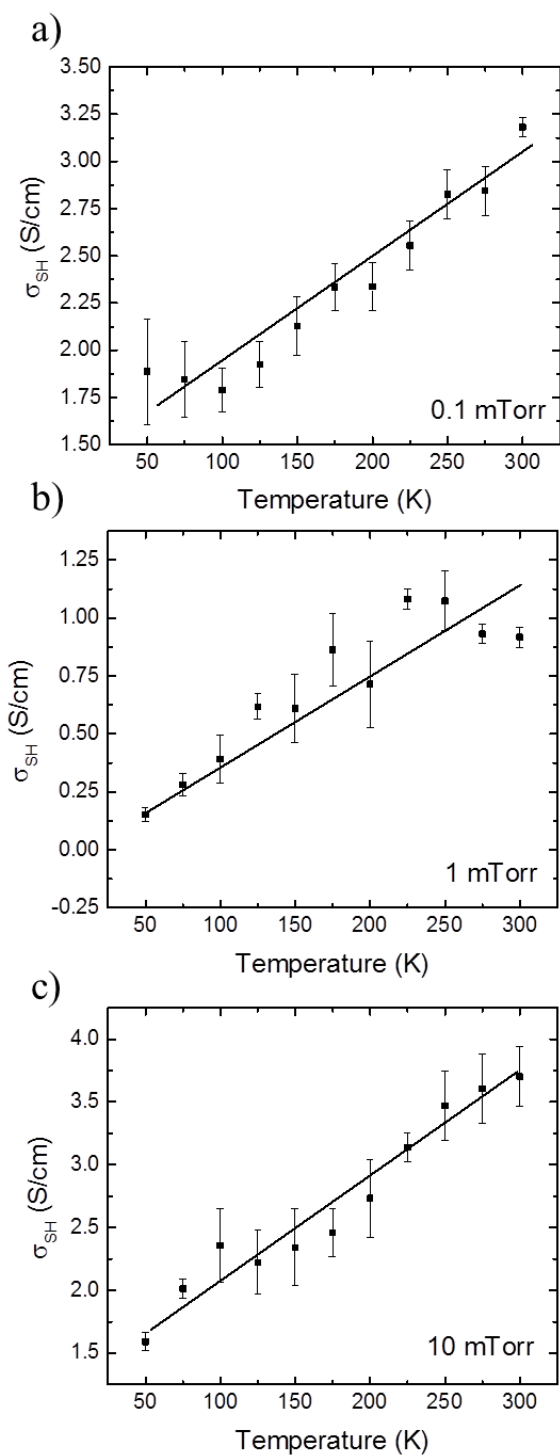 a)
3.50
3.25
3.00
2.75
2.50
2.25
2.00
1.75
1.50
σSH (S/cm)
0.1 mTorr
50 100 150 200 250 300
Temperature (K)
b)
1.25
1.00
0.75
0.50
0.25
0.00
-0.25
σSH (S/cm)
1 mTorr
50 100 150 200 250 300
Temperature (K)
c)
4.0
3.5
3.0
2.5
2.0
1.5
σSH (S/cm)
10 mTorr
50 100 150 200 250 300
Temperature (K)